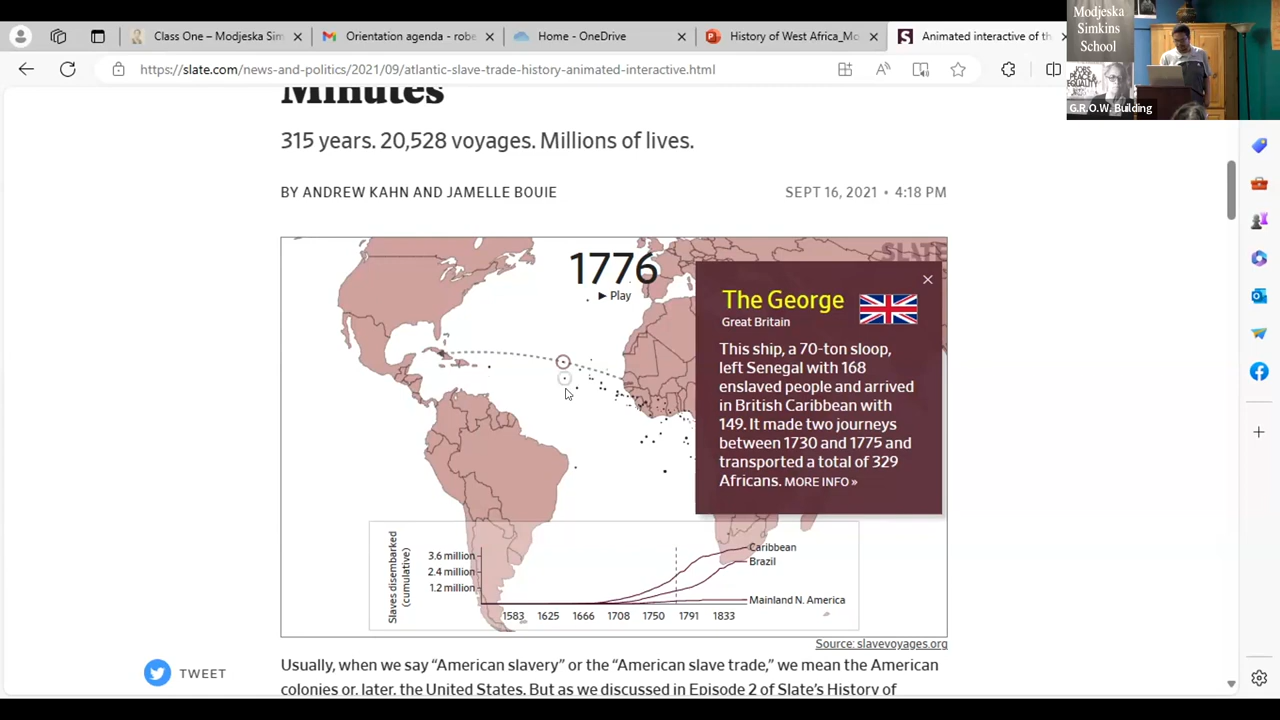 Class One – Modjeska Sim
Orientation agenda - robe
Home - OneDrive
History of West Africa_Mo
Animated interactive of th
https://slate.com/news-and-politics/2021/09/atlantic-slave-trade-history-animated-interactive.html
Modjeska
Simkins
School
JOBS
PEACE
EQUALITY
G.R.O.W. Building
Minutes
315 years. 20,528 voyages. Millions of lives.
BY ANDREW KAHN AND JAMELLE BOUIE
SEPT 16, 2021 • 4:18 PM
SLATE
1776
▶ Play
The George
Great Britain
This ship, a 70-ton sloop,
left Senegal with 168
enslaved people and arrived
in British Caribbean with
149. It made two journeys
between 1730 and 1775 and
transported a total of 329
Africans. MORE INFO »
Slaves disembarked
(cumulative)
3.6 million
2.4 million
1.2 million
1583 1625 1666 1708 1750 1791 1833
Caribbean
Brazil
Mainland N. America
Source: slavevoyages.org
TWEET
Usually, when we say “American slavery” or the “American slave trade,” we mean the American
colonies or, later, the United States. But as we discussed in Episode 2 of Slate’s History of